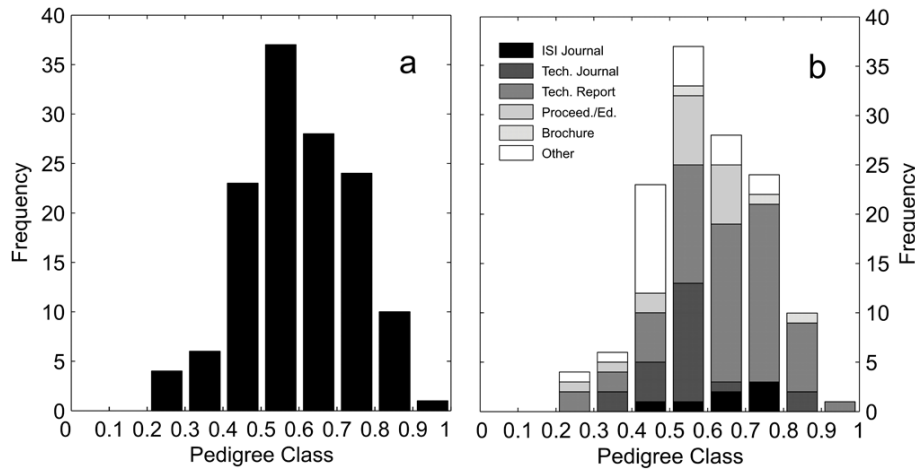 a
40
35
30
25
20
15
10
5
0
Frequency
0 0.1 0.2 0.3 0.4 0.5 0.6 0.7 0.8 0.9 1
Pedigree Class
b
ISI Journal
Tech. Journal
Tech. Report
Proceed./Ed.
Brochure
Other
40
35
30
25
20
15
10
5
0
Frequency
0 0.1 0.2 0.3 0.4 0.5 0.6 0.7 0.8 0.9 1
Pedigree Class